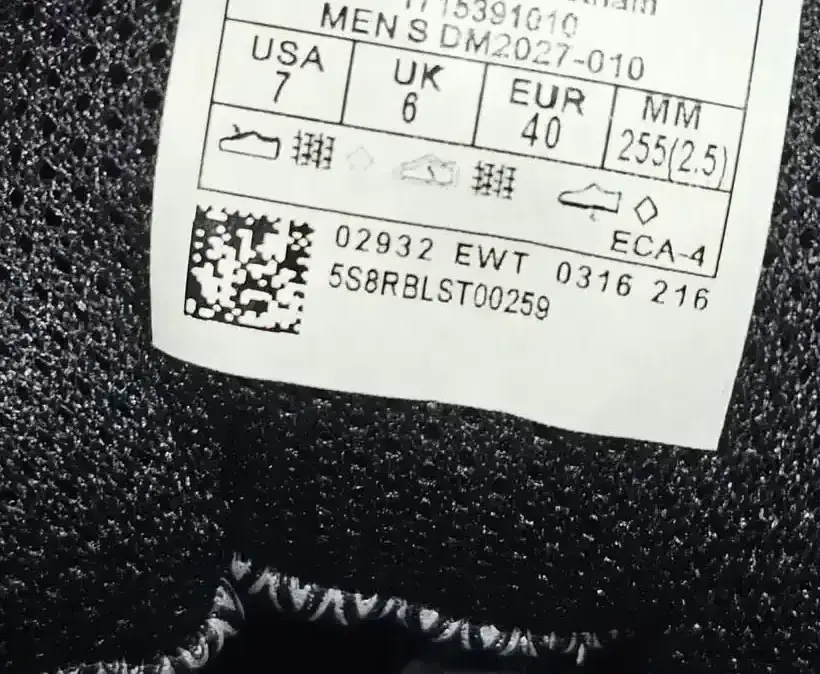 1715391010
MEN S DM2027-010
USA UK EUR MM
7 6 40 255(2.5)
ECA-4
02932 EWT 0316 216
5S8RBLST00259